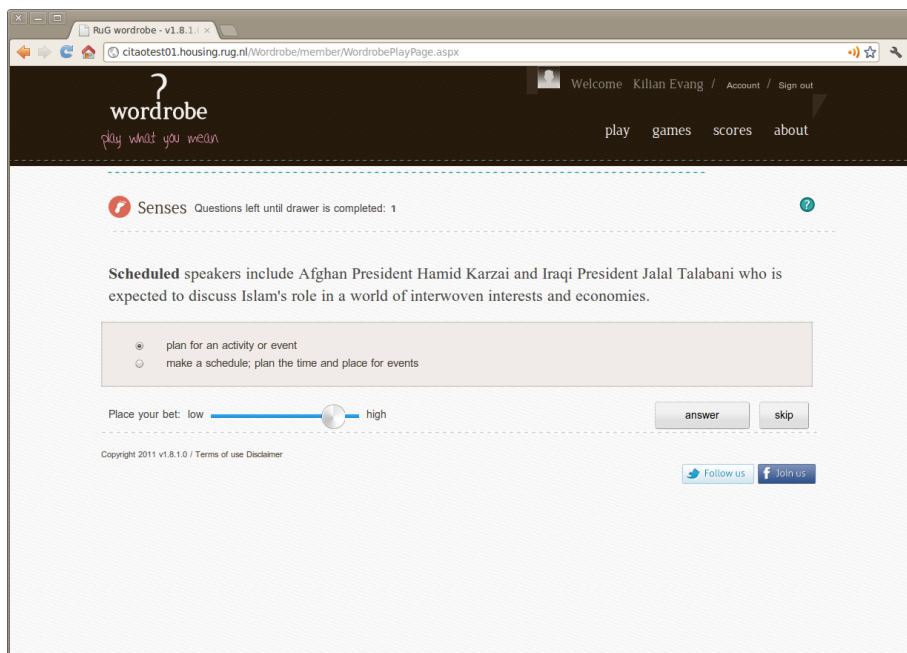 RuG wordrobe - v1.8.1.
citaotest01.housing.rug.nl/Wordrobe/member/WordrobePlayPage.aspx
Welcome Kilian Evang / Account / Sign out
wordrobe
play what you mean
play games scores about
Senses Questions left until drawer is completed: 1
?
Scheduled speakers include Afghan President Hamid Karzai and Iraqi President Jalal Talabani who is
expected to discuss Islam's role in a world of interwoven interests and economies.
plan for an activity or event
make a schedule; plan the time and place for events
Place your bet: low high answer skip
Copyright 2011 v1.8.1.0 / Terms of use Disclaimer
Follow us f Join us